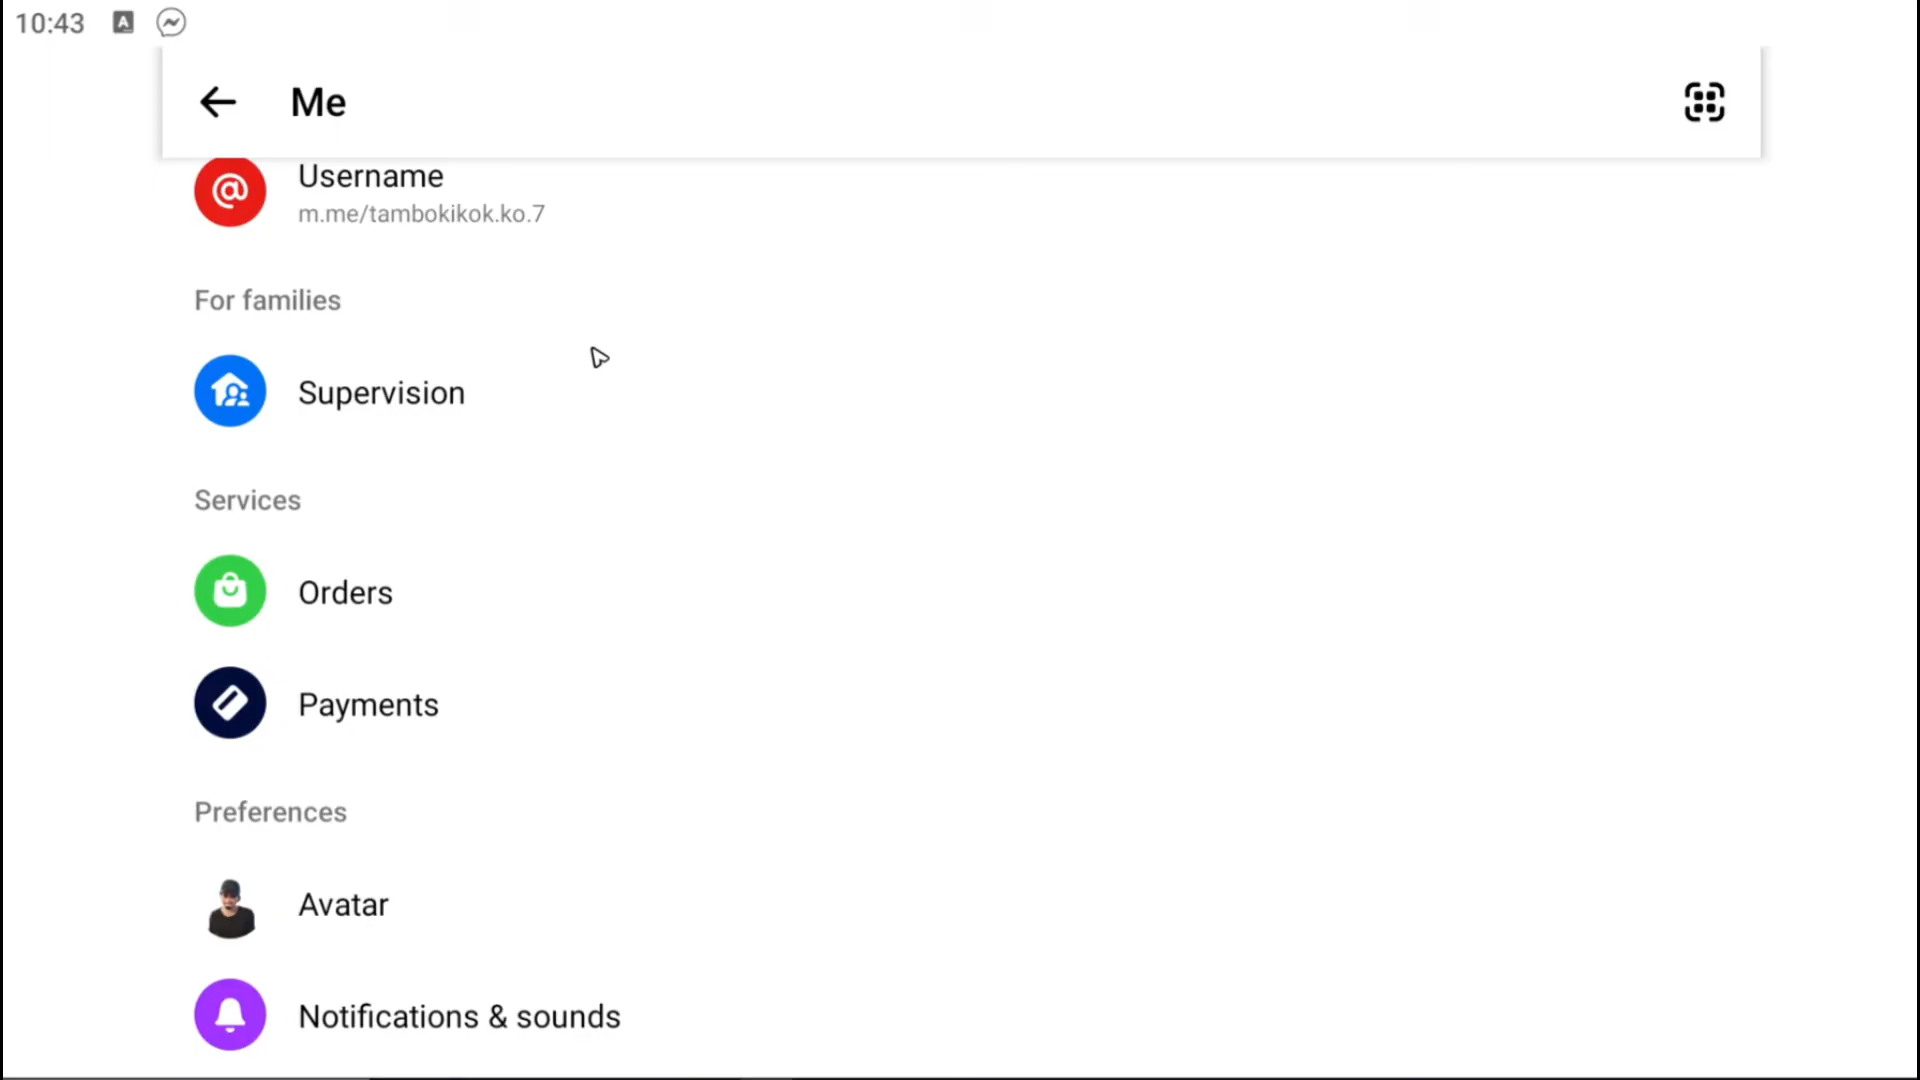 10:43
Me
Username
m.me/tambokikok.ko.7
For families
Supervision
Services
Orders
Payments
Preferences
Avatar
Notifications & sounds